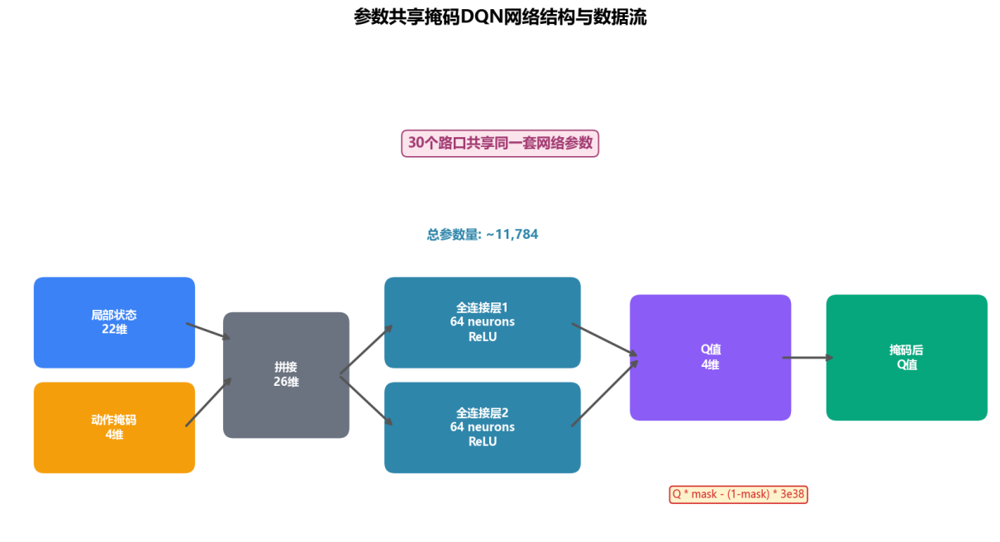 参数共享掩码DQN网络结构与数据流
30个路口共享同一套网络参数
总参数量: ~11,784
局部状态
22维
动作掩码
4维
拼接
26维
全连接层1
64 neurons
ReLU
全连接层2
64 neurons
ReLU
Q值
4维
掩码后
Q值
Q * mask - (1-mask) * 3e38